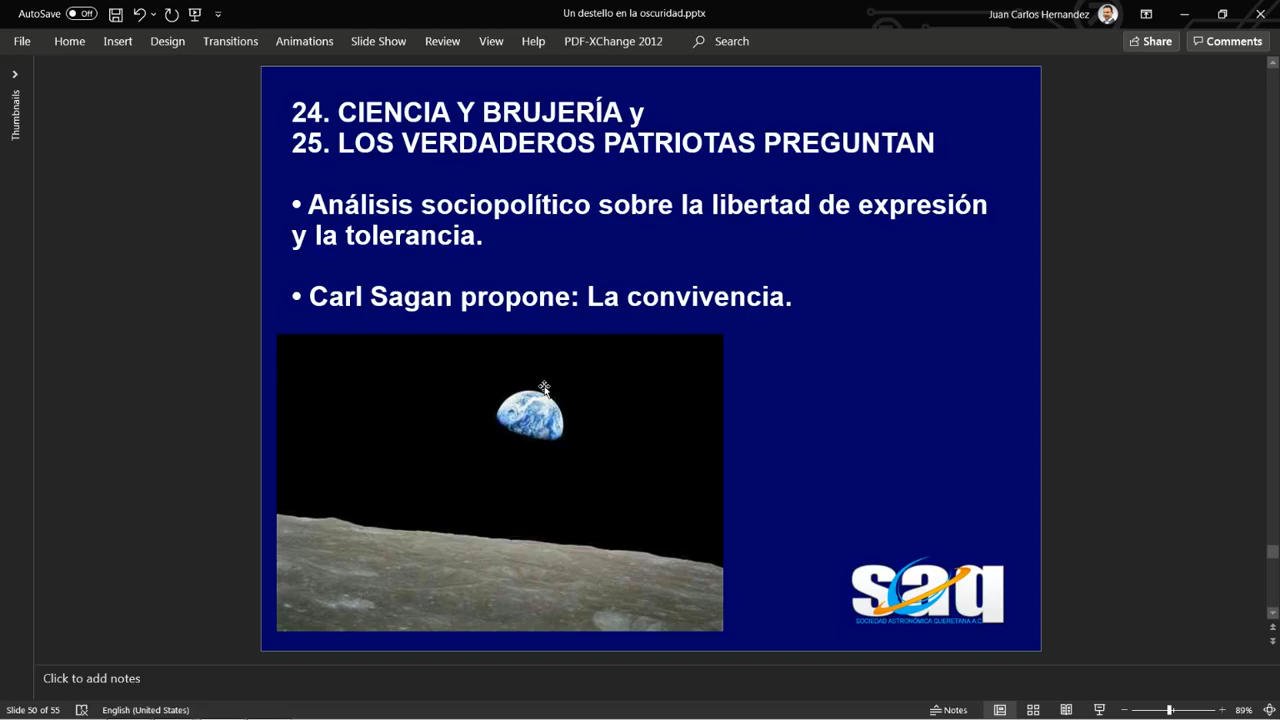 AutoSave Off
Un destello en la oscuridad.pptx
Juan Carlos Hernandez
File Home Insert Design Transitions Animations Slide Show Review View Help PDF-XChange 2012 Search
Share Comments
Thumbnails
24. CIENCIA Y BRUJERÍA y
25. LOS VERDADEROS PATRIOTAS PREGUNTAN
• Análisis sociopolítico sobre la libertad de expresión
y la tolerancia.
• Carl Sagan propone: La convivencia.
saq
SOCIEDAD ASTRONÓMICA QUERETANA A.C.
Click to add notes
Slide 50 of 55 English (United States) Notes 89%